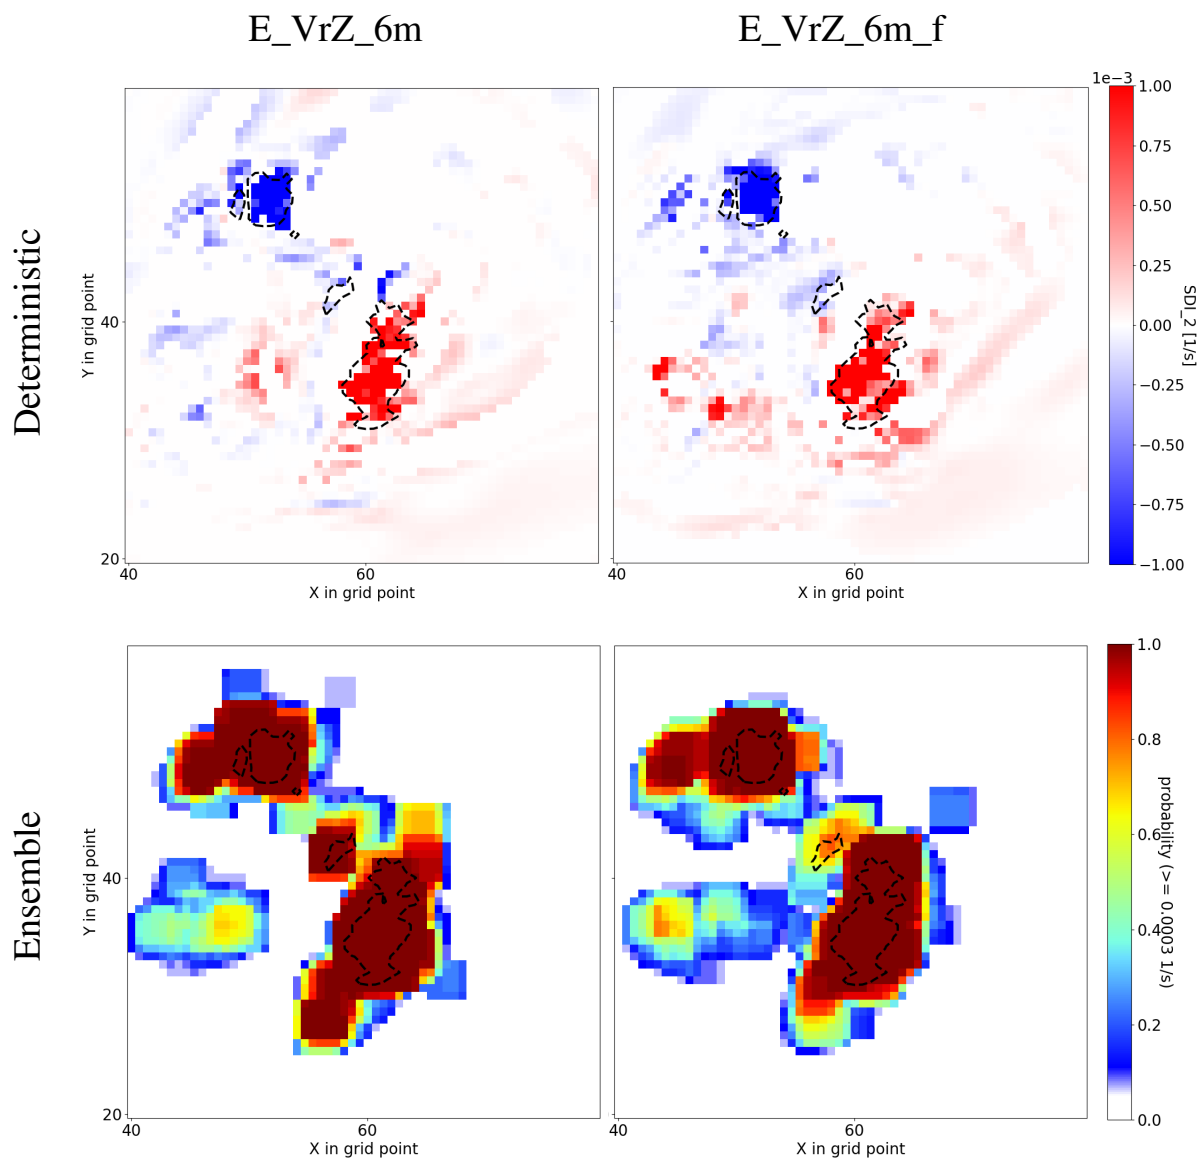 E_VrZ_6m
E_VrZ_6m_f
Deterministic
Y in grid point
40
20
40
60
X in grid point
40
60
X in grid point
1e−3
1.00
0.75
0.50
0.25
0.00
−0.25
−0.50
−0.75
−1.00
SDI_2 [1/s]
Ensemble
Y in grid point
40
20
40
60
X in grid point
40
60
X in grid point
1.0
0.8
0.6
0.4
0.2
0.0
probability (>= 0.0003 1/s)